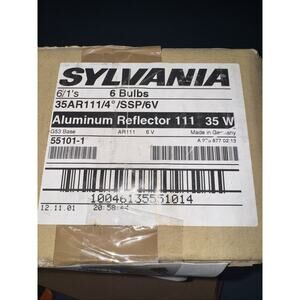 SYLVANIA
6/1's 6 Bulbs
35AR111/4°/SSP/6V
Aluminum Reflector 111 35 W
G53 Base AR111 6 V Made in Germany
55101-1
10046135551014
12.11.01